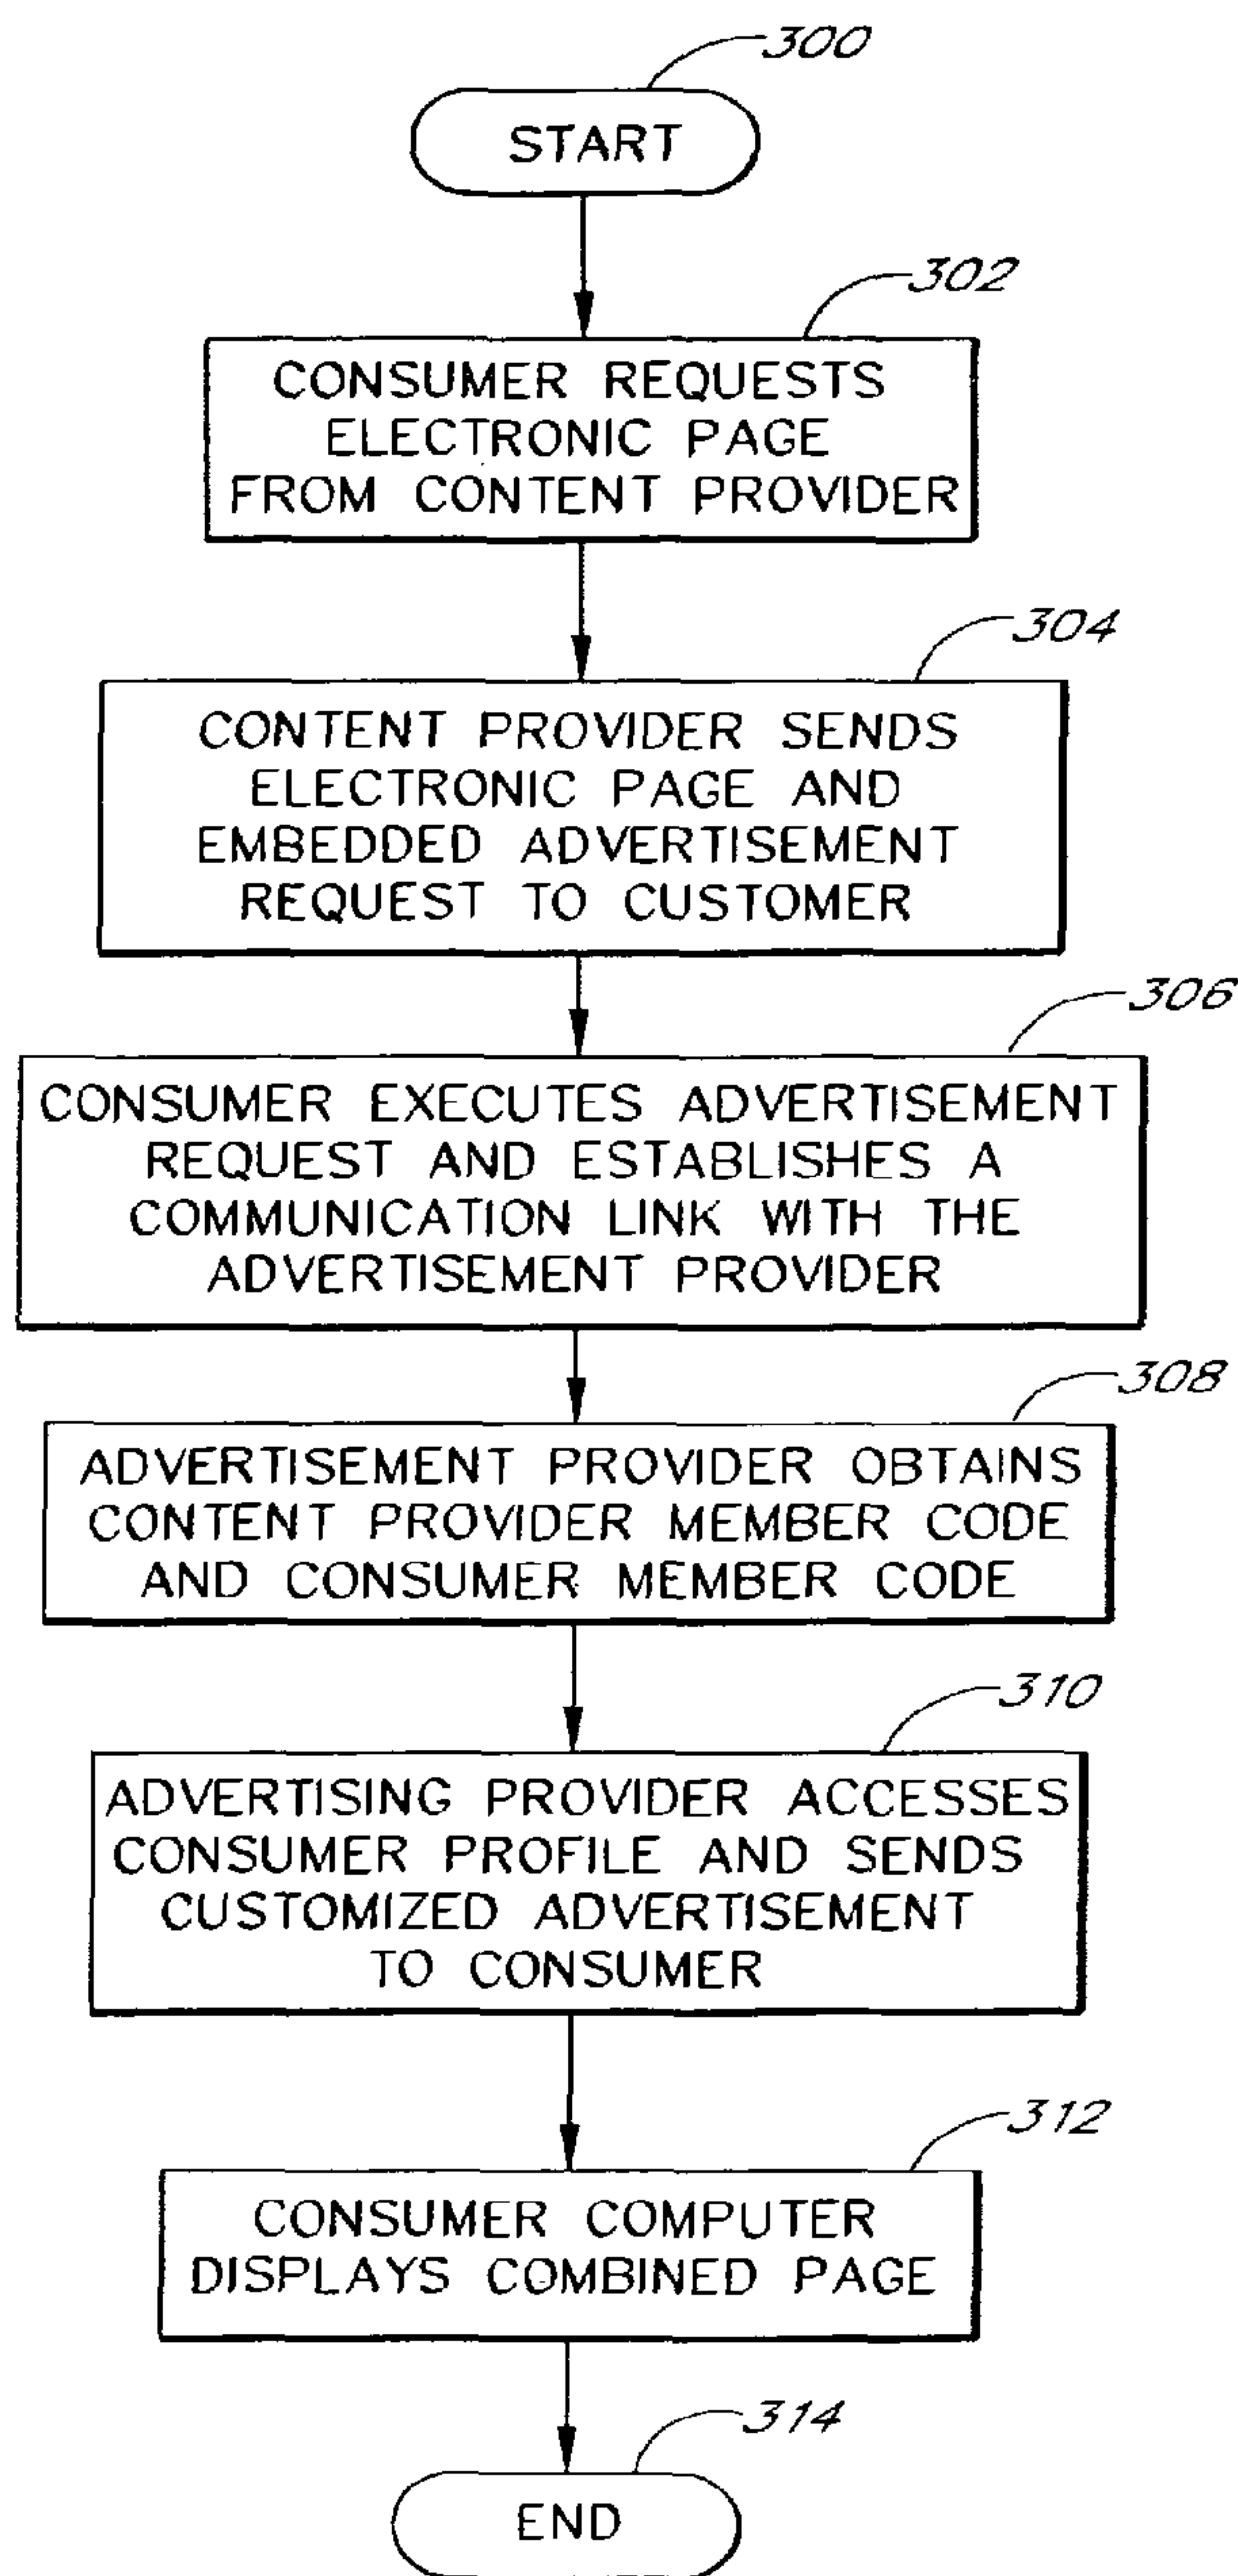 300
START
302
CONSUMER REQUESTS
ELECTRONIC PAGE
FROM CONTENT PROVIDER
304
CONTENT PROVIDER SENDS
ELECTRONIC PAGE AND
EMBEDDED ADVERTISEMENT
REQUEST TO CUSTOMER
306
CONSUMER EXECUTES ADVERTISEMENT
REQUEST AND ESTABLISHES A
COMMUNICATION LINK WITH THE
ADVERTISEMENT PROVIDER
308
ADVERTISEMENT PROVIDER OBTAINS
CONTENT PROVIDER MEMBER CODE
AND CONSUMER MEMBER CODE
310
ADVERTISING PROVIDER ACCESSES
CONSUMER PROFILE AND SENDS
CUSTOMIZED ADVERTISEMENT
TO CONSUMER
312
CONSUMER COMPUTER
DISPLAYS COMBINED PAGE
314
END